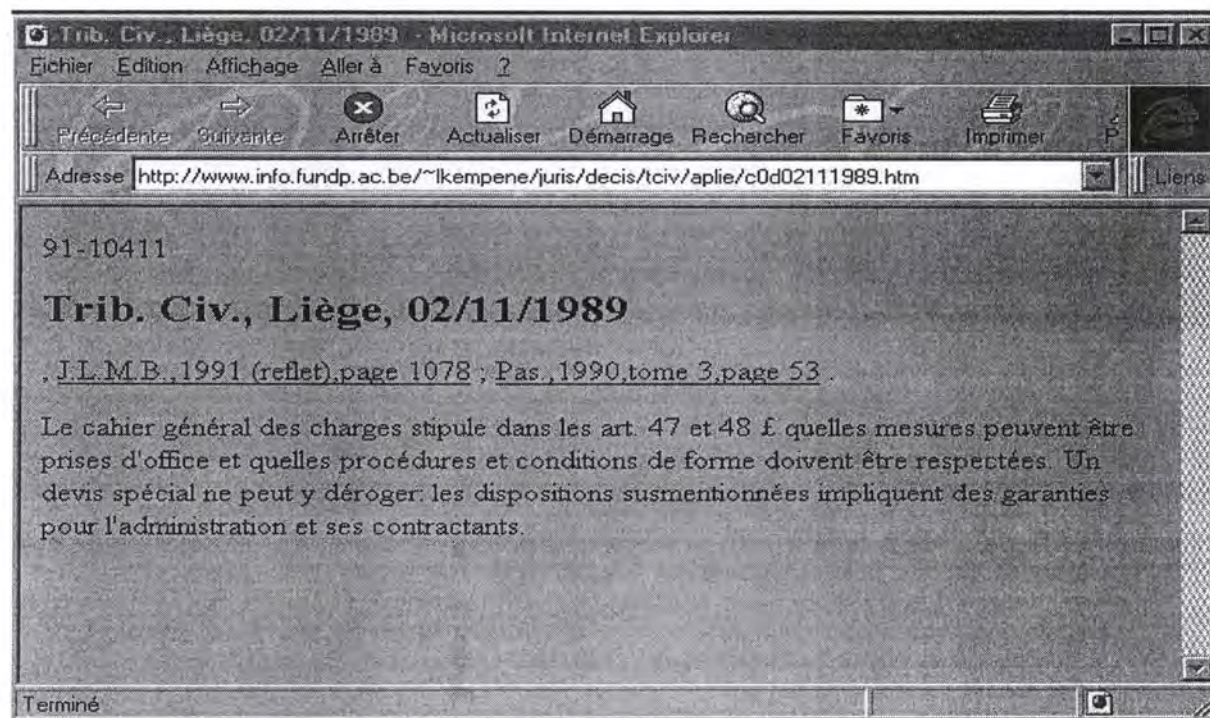 Trib. Civ., Liège, 02/11/1989 - Microsoft Internet Explorer
Fichier Edition Affichage Aller à Favoris ?
Précédente Suivante Arrêter Actualiser Démarrage Rechercher Favoris Imprimer P
Adresse http://www.info.fundp.ac.be/~lkempene/juris/decis/tciv/aplie/c0d02111989.htm Liens
91-10411
Trib. Civ., Liège, 02/11/1989
, J.L.M.B.,1991 (reflet),page 1078 ; Pas.,1990,tome 3,page 53 .
Le cahier général des charges stipule dans les art. 47 et 48 £ quelles mesures peuvent être
prises d'office et quelles procédures et conditions de forme doivent être respectées. Un
devis spécial ne peut y déroger: les dispositions susmentionnées impliquent des garanties
pour l'administration et ses contractants.
Terminé